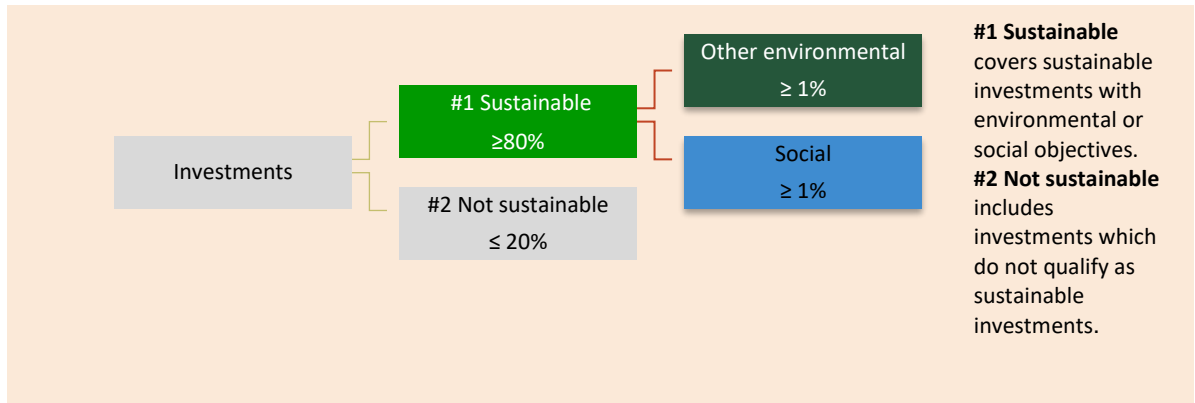 Investments
#1 Sustainable
≥80%
#2 Not sustainable
≤ 20%
Other environmental
≥ 1%
Social
≥ 1%
#1 Sustainable
covers sustainable
investments with
environmental or
social objectives.
#2 Not sustainable
includes
investments which
do not qualify as
sustainable
investments.